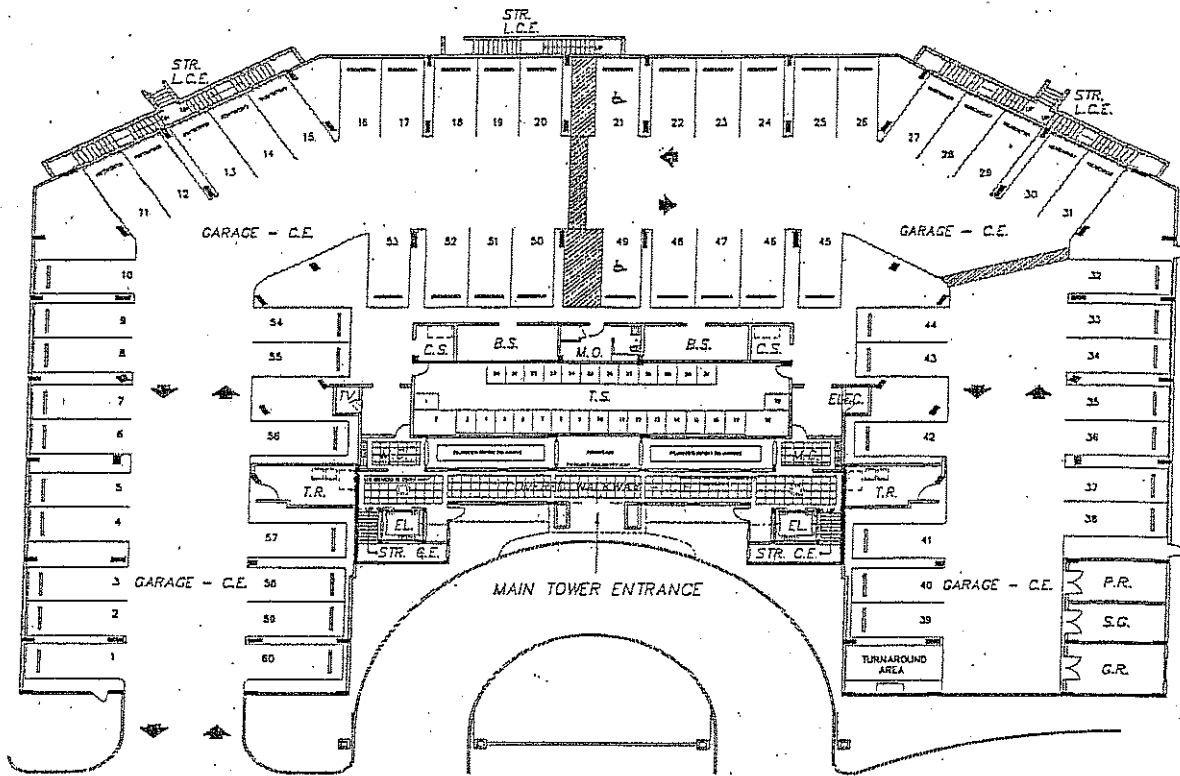 STR.
L.C.E.
STR.
L.C.E.
STR.
L.C.E.
16 17 18 19 20 21 22 23 24 25 26
15
14
13
12
11
27
28
29
30
31
GARAGE - C.E.
GARAGE - C.E.
53 52 51 50 49 48 47 46 45
10
9
8
7
6
5
4
3
2
1
54
55
56
57
58
59
60
32
33
34
35
36
37
38
44
43
42
41
40
39
C.S. B.S. M.O. B.S. C.S.
T.S.
TV
ELEC.
T.R.
T.R.
COVERED WALKWAY
EL.
EL.
STR. C.E.
STR. C.E.
MAIN TOWER ENTRANCE
GARAGE - C.E.
GARAGE - C.E.
P.R.
S.G.
G.R.
TURNAROUND
AREA